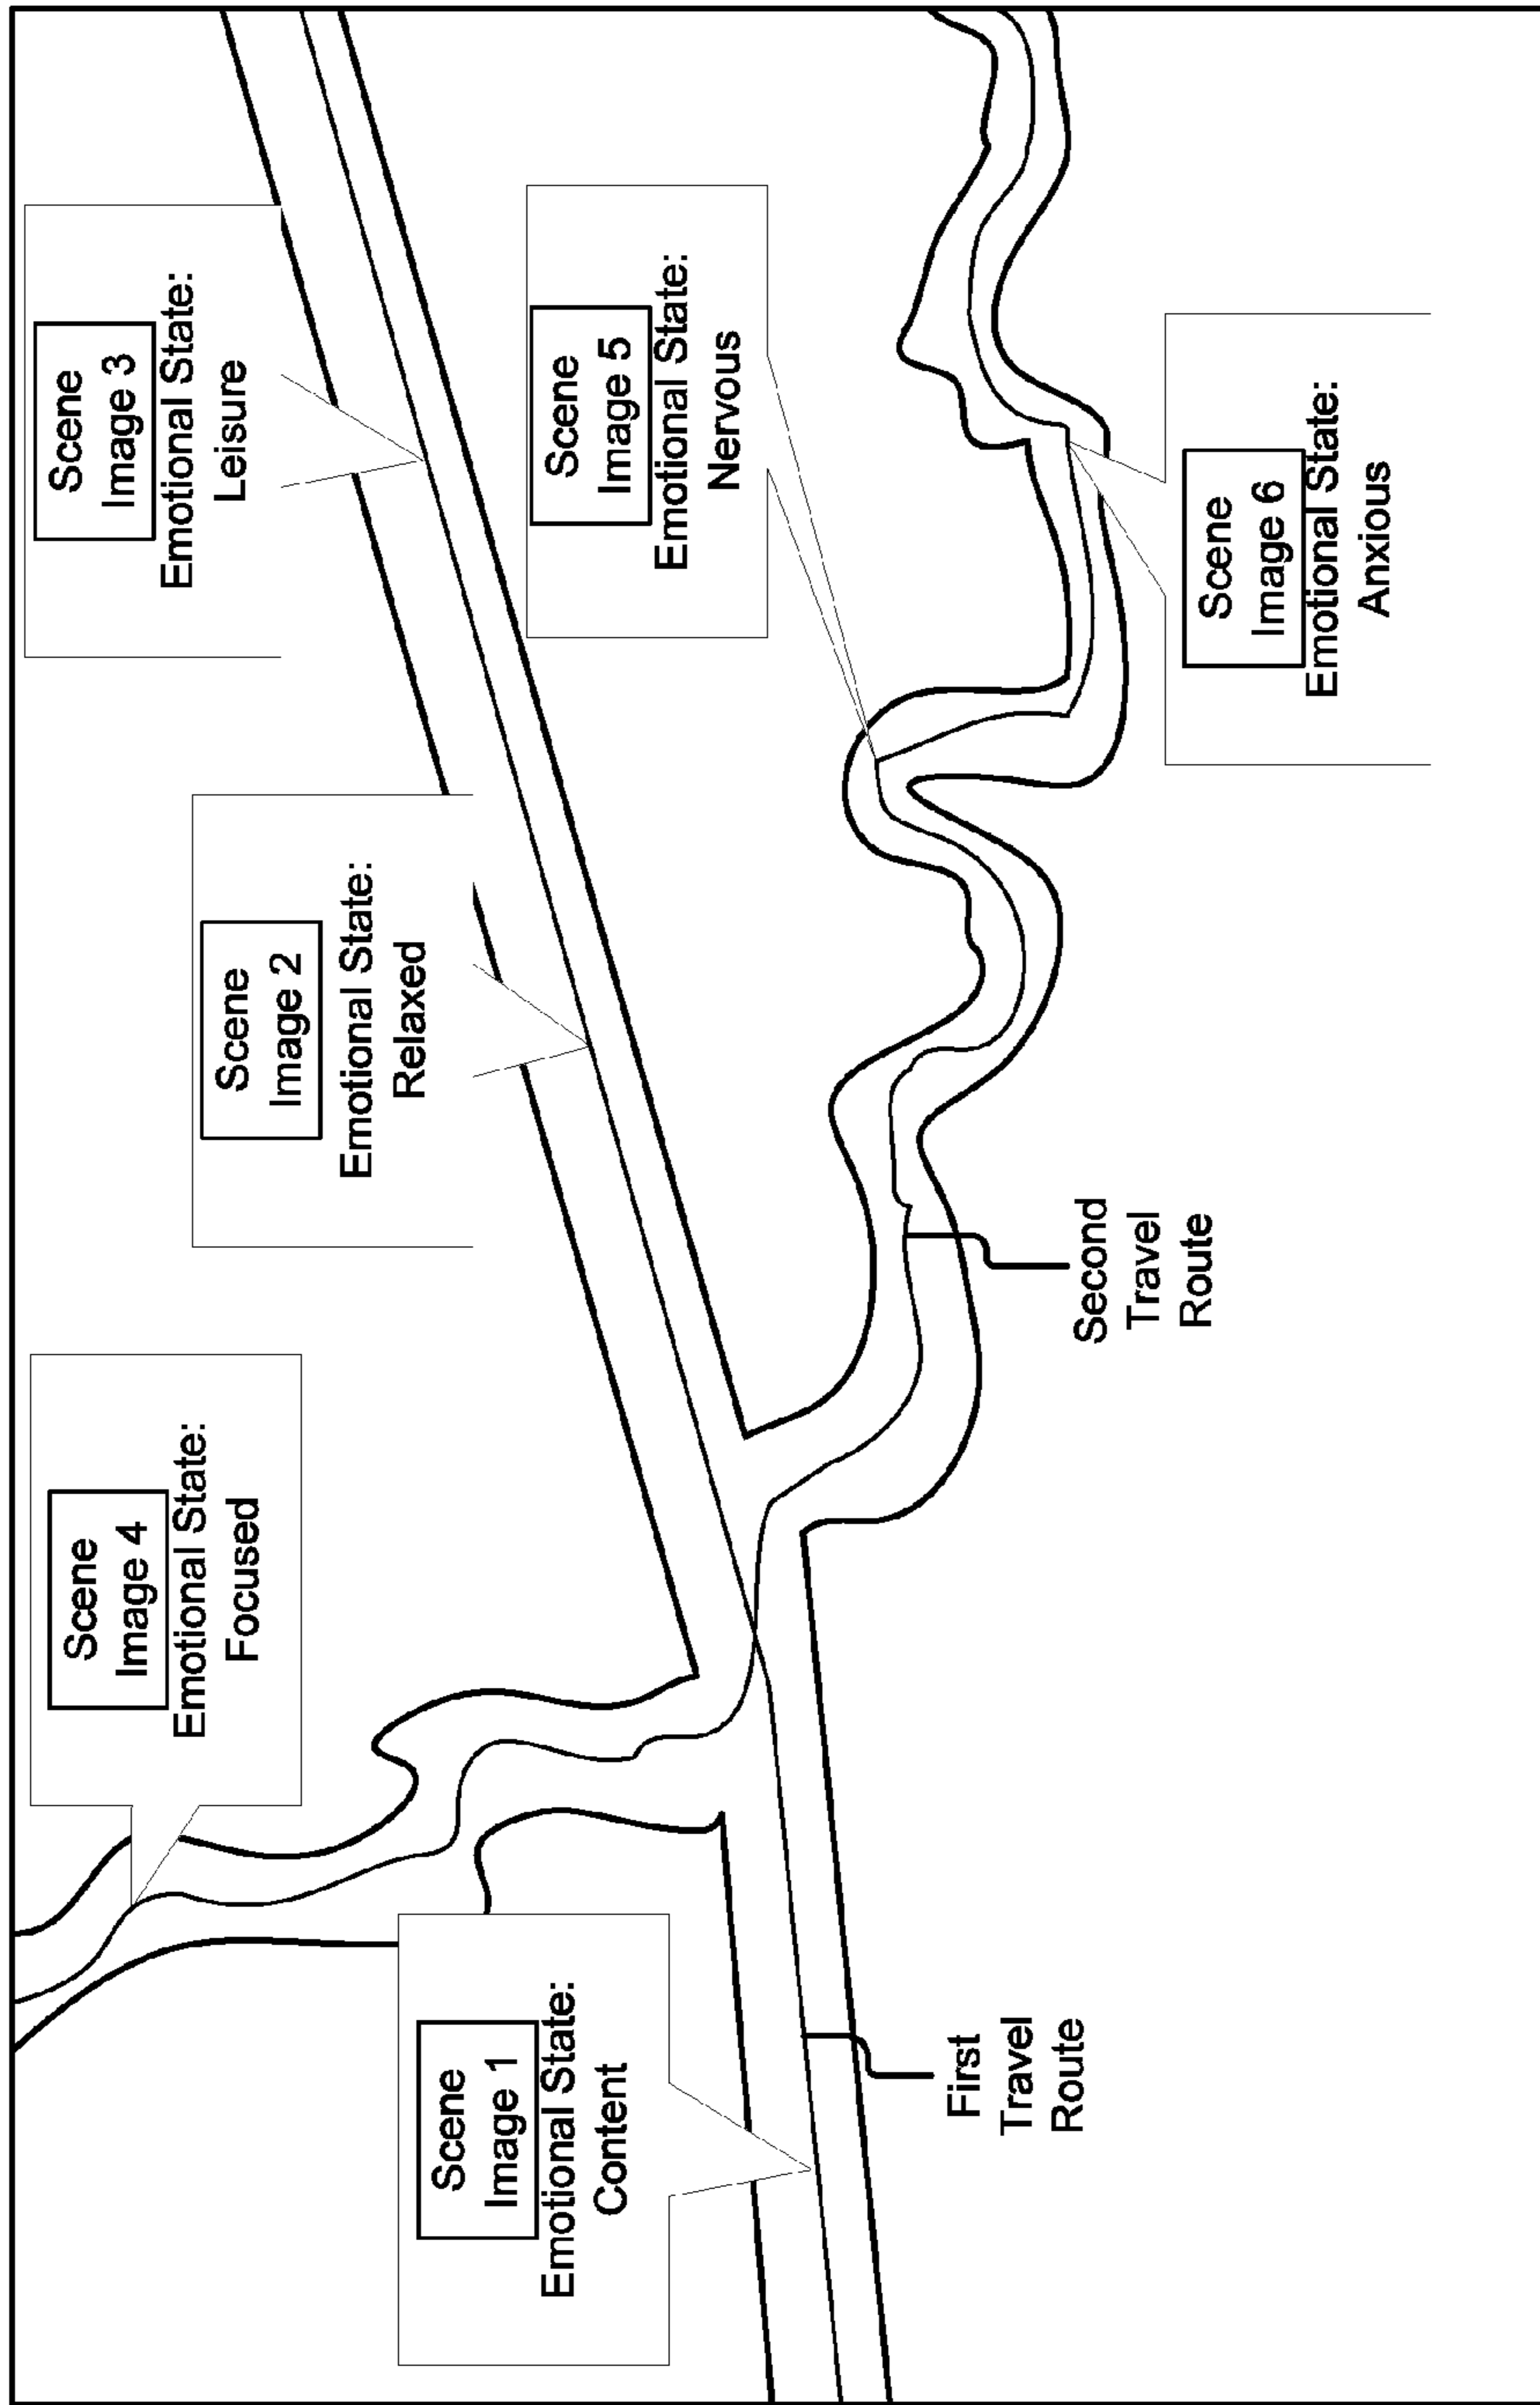 Scene
Image 4
Emotional State:
Focused
Scene
Image 3
Emotional State:
Leisure
Scene
Image 2
Emotional State:
Relaxed
Scene
Image 1
Emotional State:
Content
Scene
Image 5
Emotional State:
Nervous
First
Travel
Route
Second
Travel
Route
Scene
Image 6
Emotional State:
Anxious